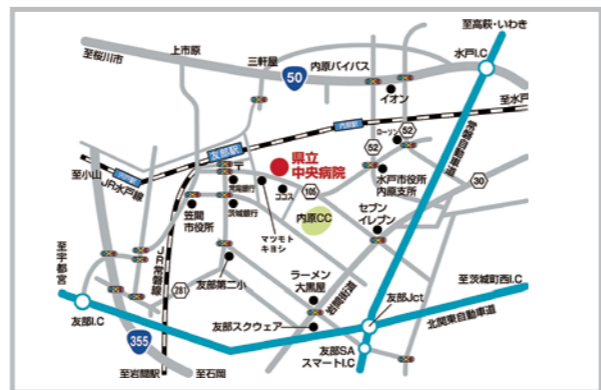 至高萩・いわき
上市原
三軒屋
内原バイパス
水戸I.C
至桜川市
50
イオン
至水戸
内原駅
ローソン
52
友部駅
52
常磐自動車道
県立
中央病院
〒
至小山
JR水戸線
常陽銀行
ココス
105
水戸市役所
内原支所
30
笠間
市役所
茨城銀行
マツモト
キヨシ
内原CC
セブン
イレブン
至宇都宮
JR常磐線
友部第二小
ラーメン
大黒屋
岩間街道
至茨城町西I.C
281
友部I.C
友部スクウェア
友部Jct
北関東自動車道
355
友部SA
スマートI.C
至岩間駅
至石岡